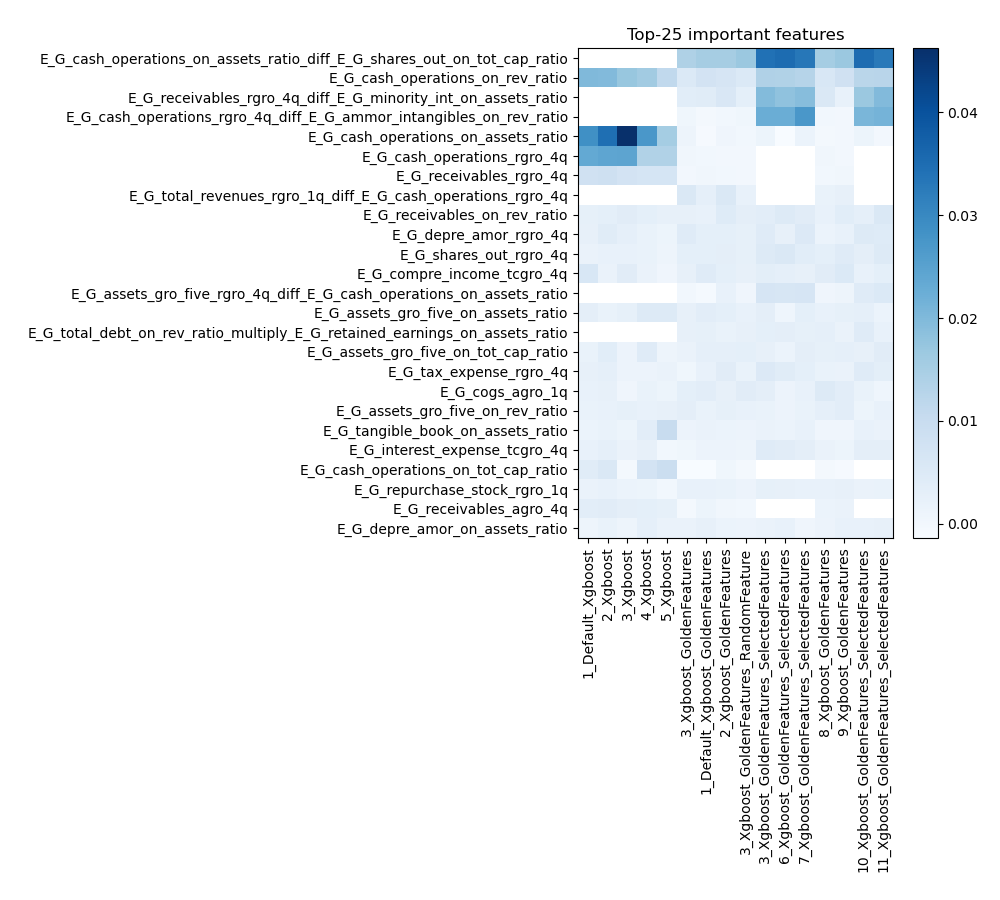 Top-25 important features
E_G_cash_operations_on_assets_ratio_diff_E_G_shares_out_on_tot_cap_ratio
E_G_cash_operations_on_rev_ratio
E_G_receivables_rgro_4q_diff_E_G_minority_int_on_assets_ratio
E_G_cash_operations_rgro_4q_diff_E_G_ammor_intangibles_on_rev_ratio
E_G_cash_operations_on_assets_ratio
E_G_cash_operations_rgro_4q
E_G_receivables_rgro_4q
E_G_total_revenues_rgro_1q_diff_E_G_cash_operations_rgro_4q
E_G_receivables_on_rev_ratio
E_G_depre_amor_rgro_4q
E_G_shares_out_rgro_4q
E_G_compre_income_tcgro_4q
E_G_assets_gro_five_rgro_4q_diff_E_G_cash_operations_on_assets_ratio
E_G_assets_gro_five_on_assets_ratio
E_G_total_debt_on_rev_ratio_multiply_E_G_retained_earnings_on_assets_ratio
E_G_assets_gro_five_on_tot_cap_ratio
E_G_tax_expense_rgro_4q
E_G_cogs_agro_1q
E_G_assets_gro_five_on_rev_ratio
E_G_tangible_book_on_assets_ratio
E_G_interest_expense_tcgro_4q
E_G_cash_operations_on_tot_cap_ratio
E_G_repurchase_stock_rgro_1q
E_G_receivables_agro_4q
E_G_depre_amor_on_assets_ratio
1_Default_Xgboost
2_Xgboost
3_Xgboost
4_Xgboost
5_Xgboost
3_Xgboost_GoldenFeatures
1_Default_Xgboost_GoldenFeatures
2_Xgboost_GoldenFeatures
3_Xgboost_GoldenFeatures_RandomFeature
3_Xgboost_GoldenFeatures_SelectedFeatures
6_Xgboost_GoldenFeatures_SelectedFeatures
7_Xgboost_GoldenFeatures_SelectedFeatures
8_Xgboost_GoldenFeatures
9_Xgboost_GoldenFeatures
10_Xgboost_GoldenFeatures_SelectedFeatures
11_Xgboost_GoldenFeatures_SelectedFeatures
0.04
0.03
0.02
0.01
0.00